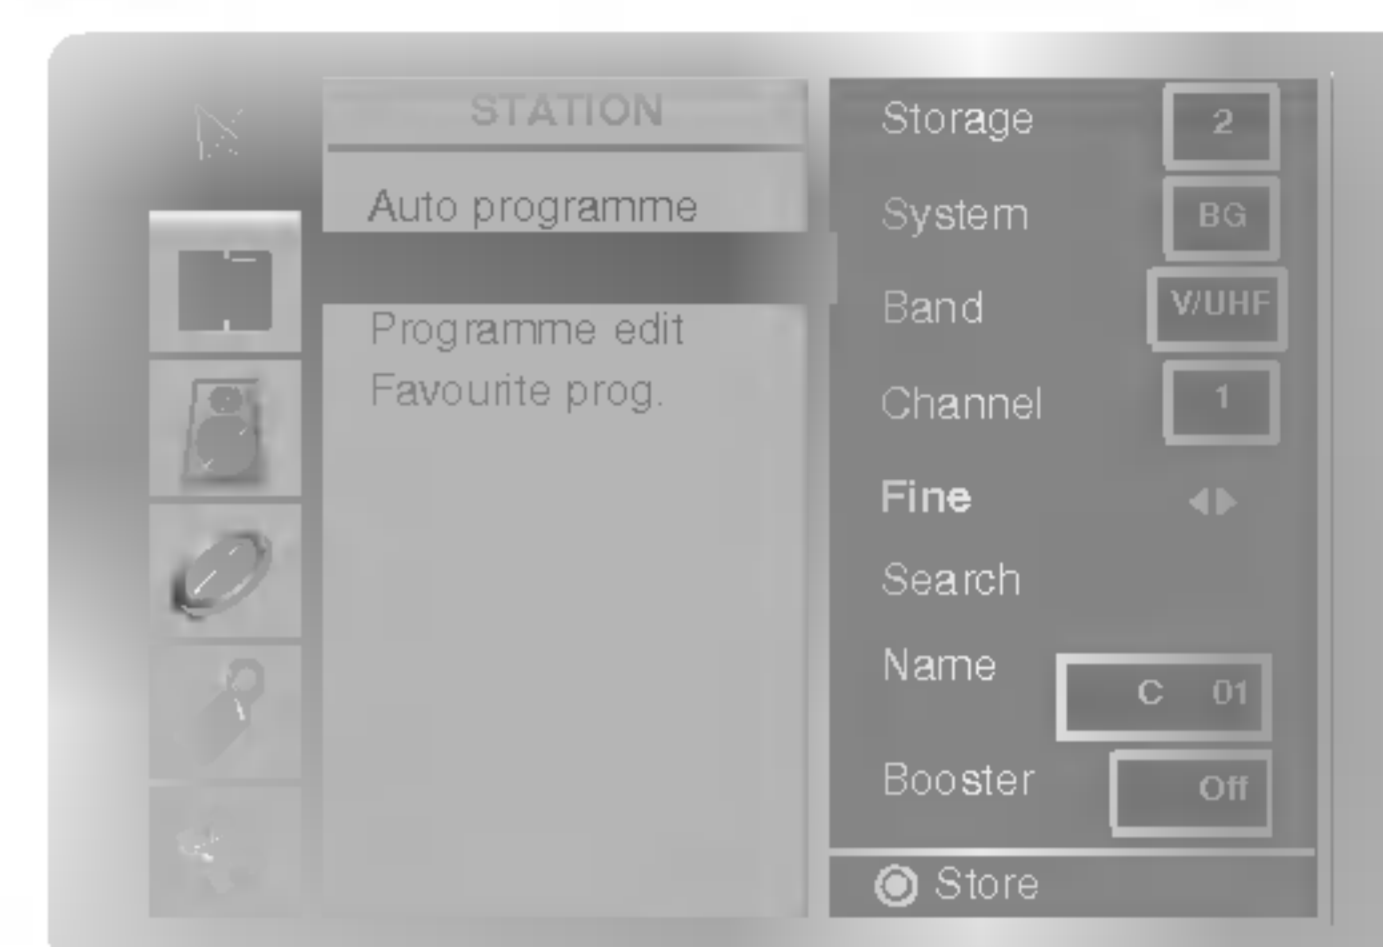 STATION
Auto programme
Programme edit
Favourite prog.
Storage 2
System BG
Band V/UHF
Channel 1
Fine ◀▶
Search
Name C 01
Booster Off
Store